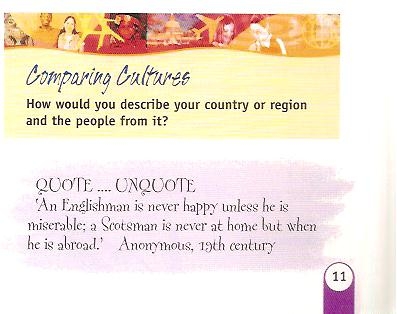 Comparing Cultures
How would you describe your country or region
and the people from it?
QUOTE .... UNQUOTE
'An Englishman is never happy unless he is
miserable; a Scotsman is never at home but when
he is abroad.' Anonymous, 19th century
11